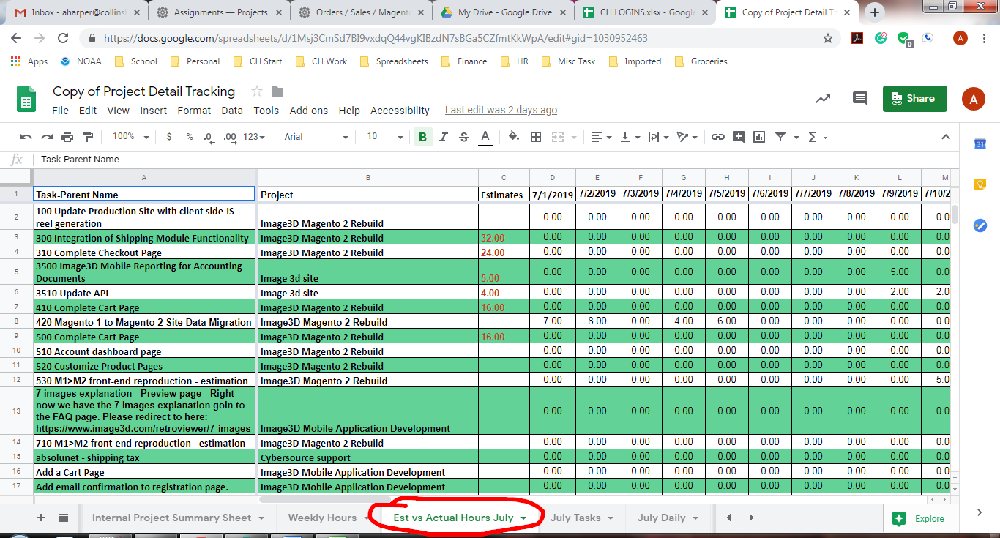 Inbox - aharper@collins
Assignments — Projects
Orders / Sales / Magento
My Drive - Google Drive
CH LOGINS.xlsx - Google
Copy of Project Detail Tr
https://docs.google.com/spreadsheets/d/1Msj3CmSd7BI9vxdqQ44vgKIBzdN7sBGa5CZfmtKkWpA/edit#gid=1030952463
0
A
Apps NOAA School Personal CH Start CH Work Spreadsheets Finance HR Misc Task Imported Groceries
Copy of Project Detail Tracking
Share
A
File Edit View Insert Format Data Tools Add-ons Help Accessibility Last edit was 2 days ago
100% $ % .0 .00 123 Arial 10 B I S A Σ
31
fx Task-Parent Name
A B C D E F G H I J K L M
1 Task-Parent Name Project Estimates 7/1/2019 7/2/2019 7/3/2019 7/4/2019 7/5/2019 7/6/2019 7/7/2019 7/8/2019 7/9/2019 7/10/2
2 100 Update Production Site with client side JS
reel generation Image3D Magento 2 Rebuild 0.00 0.00 0.00 0.00 0.00 0.00 0.00 0.00 0.00 0.0
3 300 Integration of Shipping Module Functionality Image3D Magento 2 Rebuild 32.00 0.00 0.00 0.00 0.00 0.00 0.00 0.00 0.00 0.00 0.0
4 310 Complete Checkout Page Image3D Magento 2 Rebuild 24.00 0.00 0.00 0.00 0.00 0.00 0.00 0.00 0.00 0.00 0.0
5 3500 Image3D Mobile Reporting for Accounting
Documents Image 3d site 5.00 0.00 0.00 0.00 0.00 0.00 0.00 0.00 0.00 5.00 0.0
6 3510 Update API Image 3d site 4.00 0.00 0.00 0.00 0.00 0.00 0.00 0.00 0.00 2.00 2.0
7 410 Complete Cart Page Image3D Magento 2 Rebuild 16.00 0.00 0.00 0.00 0.00 0.00 0.00 0.00 0.00 0.00 0.0
8 420 Magento 1 to Magento 2 Site Data Migration Image3D Magento 2 Rebuild 7.00 8.00 0.00 4.00 6.00 0.00 0.00 0.00 0.00 0.0
9 500 Complete Cart Page Image3D Magento 2 Rebuild 16.00 0.00 0.00 0.00 0.00 0.00 0.00 0.00 0.00 0.00 0.0
10 510 Account dashboard page Image3D Magento 2 Rebuild 0.00 0.00 0.00 0.00 0.00 0.00 0.00 0.00 0.00 0.0
11 520 Customize Product Pages Image3D Magento 2 Rebuild 0.00 0.00 0.00 0.00 0.00 0.00 0.00 0.00 0.00 0.0
12 530 M1>M2 front-end reproduction - estimation Image3D Magento 2 Rebuild 0.00 0.00 0.00 0.00 0.00 0.00 0.00 0.00 0.00 5.0
7 images explanation - Preview page - Right
now we have the 7 images explanation goin to
13 the FAQ page. Please redirect to here:
https://www.image3d.com/retroviewer/7-images Image3D Mobile Application Development 0.00 0.00 0.00 0.00 0.00 0.00 0.00 0.00 0.00 0.0
14 710 M1>M2 front-end reproduction - estimation Image3D Magento 2 Rebuild 0.00 0.00 0.00 0.00 0.00 0.00 0.00 0.00 0.00 0.0
15 absolunet - shipping tax Cybersource support 0.00 0.00 0.00 0.00 0.00 0.00 0.00 0.00 0.00 0.0
16 Add a Cart Page Image3D Mobile Application Development 0.00 0.00 0.00 0.00 0.00 0.00 0.00 0.00 0.00 0.0
17 Add email confirmation to registration page. Image3D Mobile Application Development 0.00 0.00 0.00 0.00 0.00 0.00 0.00 0.00 0.00 0.0
Internal Project Summary Sheet Weekly Hours Est vs Actual Hours July July Tasks July Daily Explore